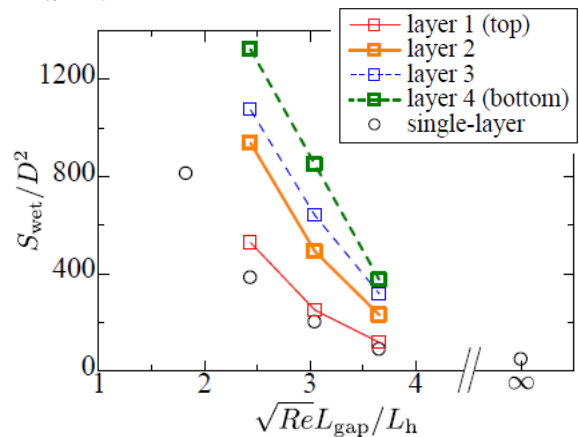 layer 1 (top)
layer 2
layer 3
layer 4 (bottom)
single-layer
1200
800
400
0
S_wet/D^2
1
2
3
4
//
∞
√Re L_gap/L_h